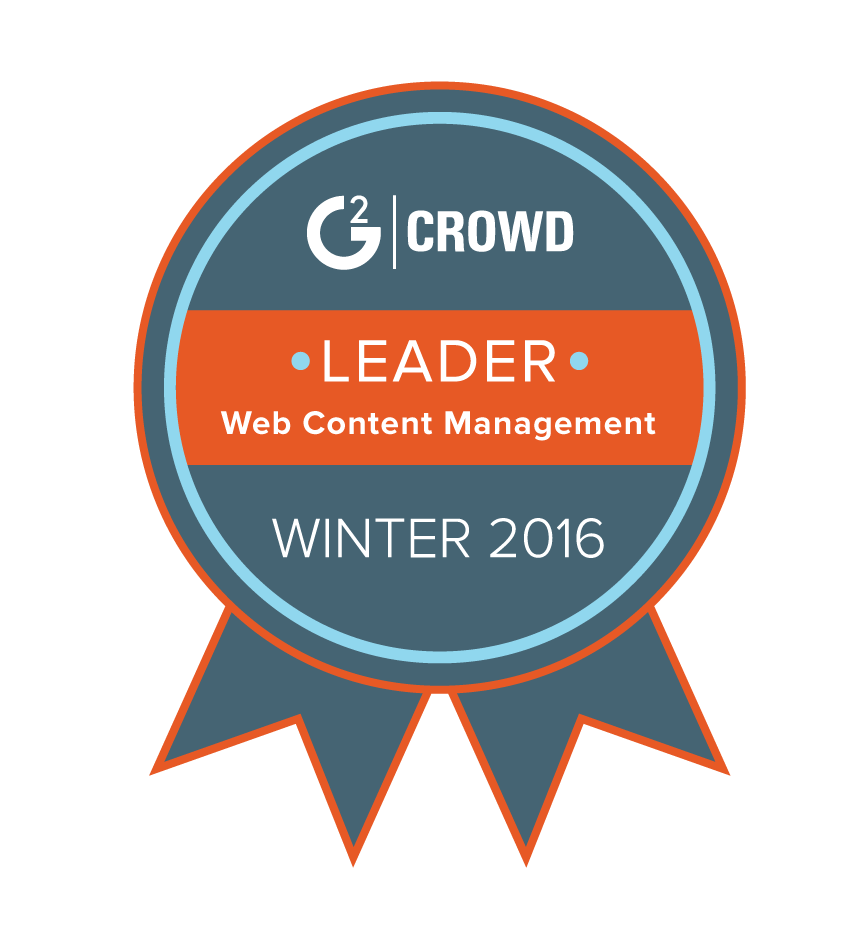 G2 | CROWD
• LEADER •
Web Content Management
WINTER 2016